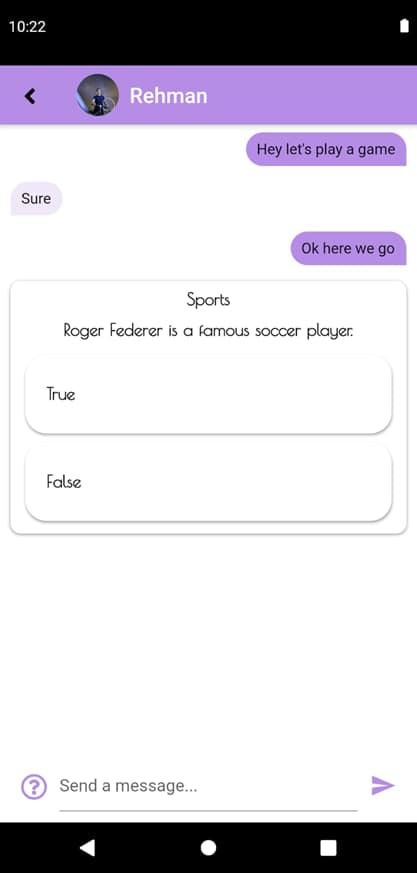 10:22
Rehman
Hey let's play a game
Sure
Ok here we go
Sports
Roger Federer is a famous soccer player.
True
False
Send a message...